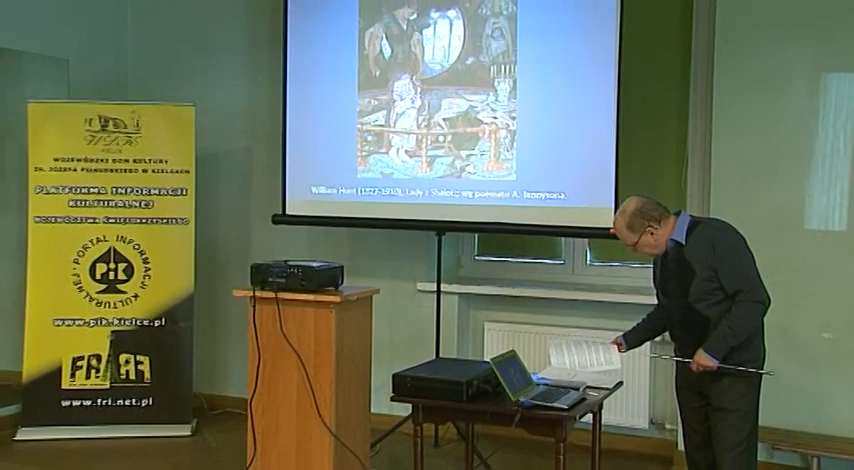 WOJEWÓDZKI DOM KULTURY
IM. JÓZEFA PIŁSUDSKIEGO W KIELCACH
PLATFORMA INFORMACJI
KULTURALNEJ
WOJEWÓDZTWA ŚWIĘTOKRZYSKIEGO
PORTAL INFORMACJI KULTURALNEJ
PiK
www.pik.kielce.pl
FRI
www.fri.net.pl
William Hunt (1827-1910), Lady z Shalott; wg poematu A. Tennysona.